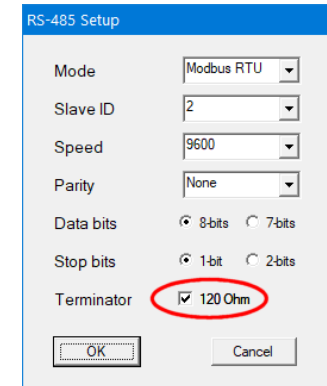 RS-485 Setup
Mode Modbus RTU
Slave ID 2
Speed 9600
Parity None
Data bits 8-bits 7-bits
Stop bits 1-bit 2-bits
Terminator 120 Ohm
OK Cancel